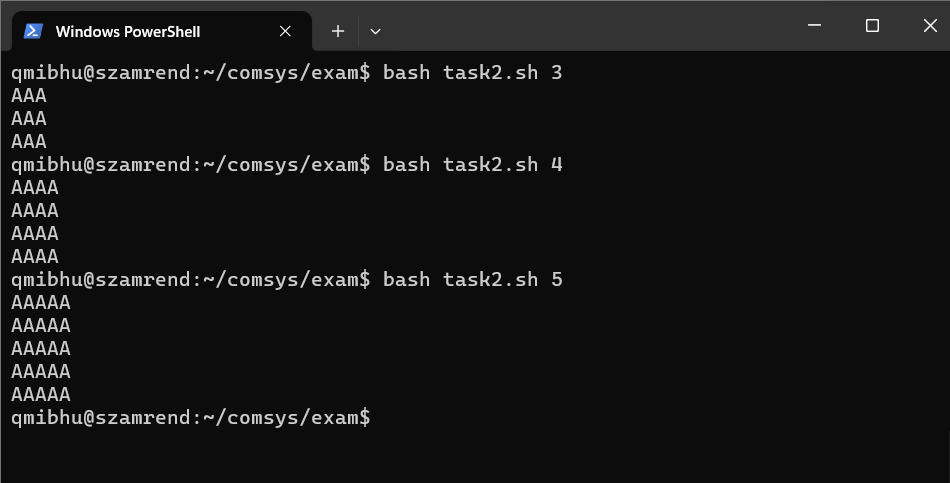 Windows PowerShell
qmibhu@szamrend:~/comsys/exam$ bash task2.sh 3
AAA
AAA
AAA
qmibhu@szamrend:~/comsys/exam$ bash task2.sh 4
AAAA
AAAA
AAAA
AAAA
qmibhu@szamrend:~/comsys/exam$ bash task2.sh 5
AAAAA
AAAAA
AAAAA
AAAAA
AAAAA
qmibhu@szamrend:~/comsys/exam$